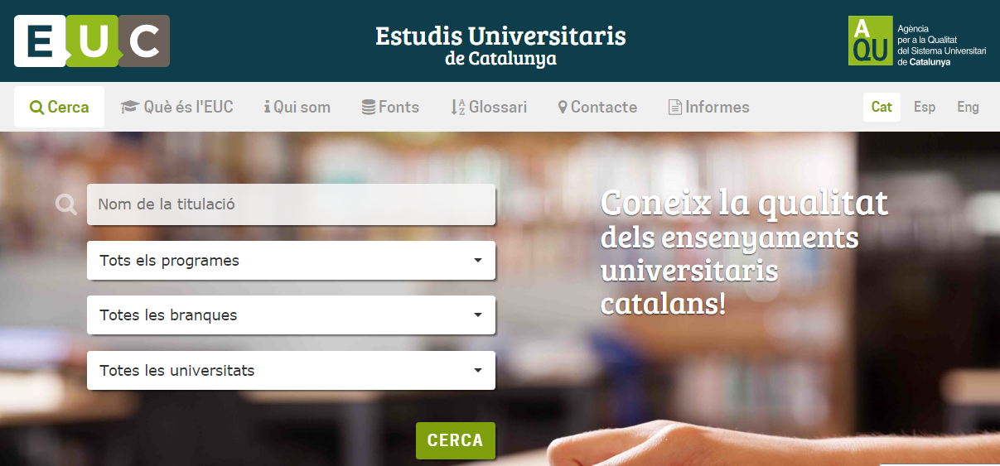 EUC
Estudis Universitaris
de Catalunya
AQU
Agència
per a la Qualitat
del Sistema Universitari
de Catalunya
Cerca
Què és l'EUC
Qui som
Fonts
Glossari
Contacte
Informes
Cat
Esp
Eng
Nom de la titulació
Tots els programes
Totes les branques
Totes les universitats
CERCA
Coneix la qualitat
dels ensenyaments
universitaris
catalans!